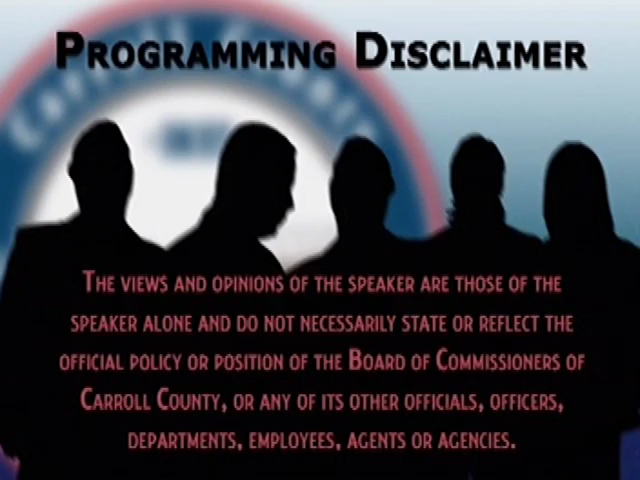 PROGRAMMING DISCLAIMER
Carroll County
THE VIEWS AND OPINIONS OF THE SPEAKER ARE THOSE OF THE
SPEAKER ALONE AND DO NOT NECESSARILY STATE OR REFLECT THE
OFFICIAL POLICY OR POSITION OF THE BOARD OF COMMISSIONERS OF
CARROLL COUNTY, OR ANY OF ITS OTHER OFFICIALS, OFFICERS,
DEPARTMENTS, EMPLOYEES, AGENTS OR AGENCIES.